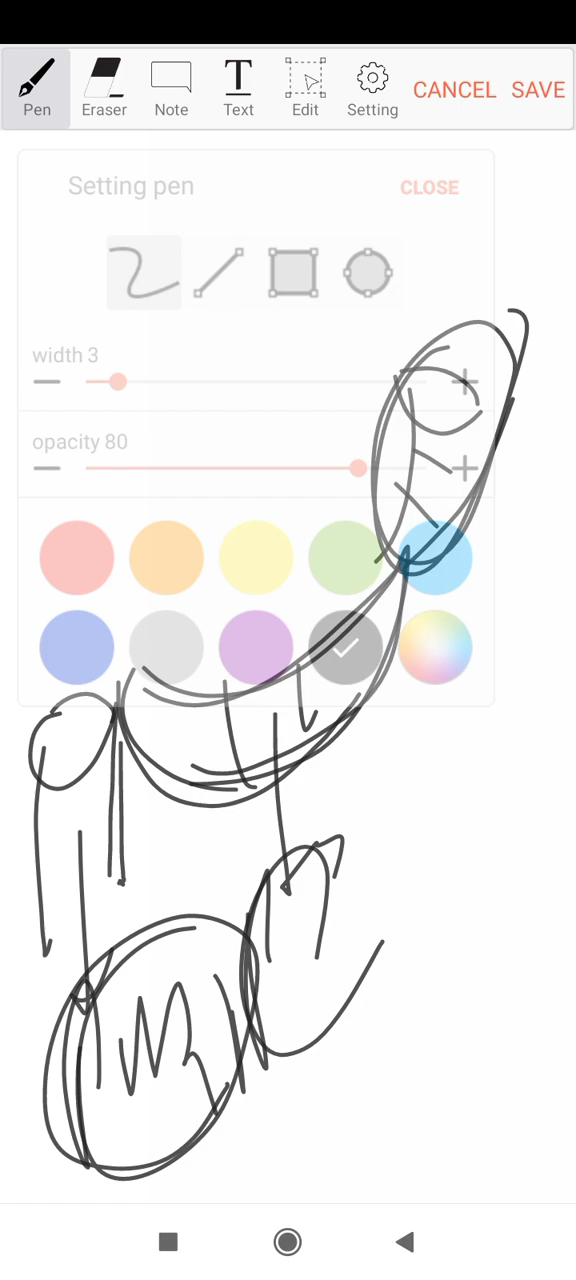 Pen Eraser Note Text Edit Setting CANCEL SAVE
Setting pen CLOSE
width 3
opacity 80